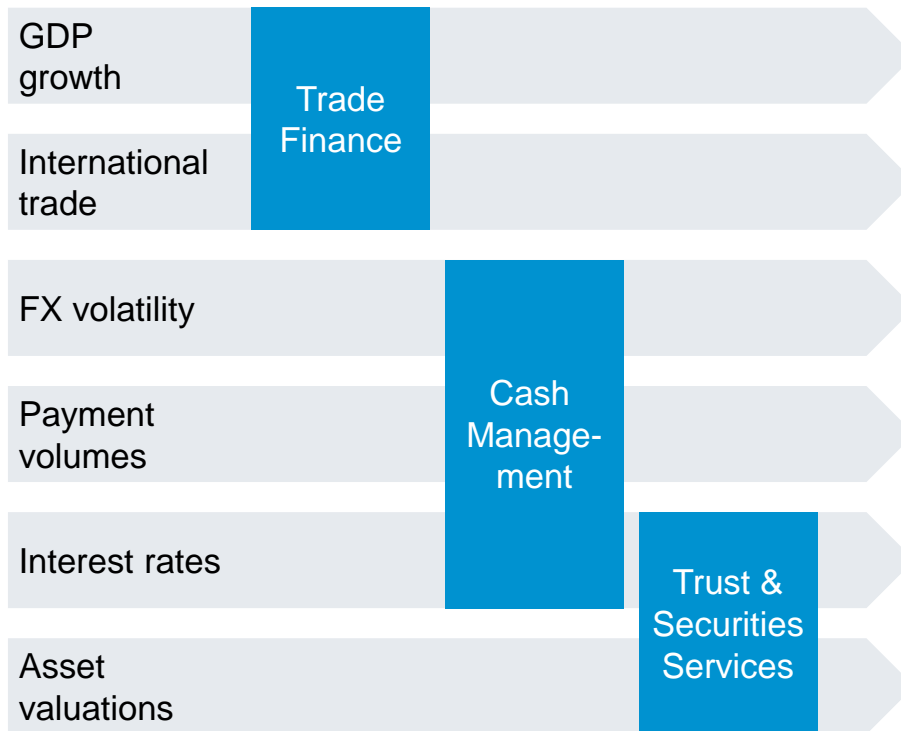 GDP
growth
Trade
Finance
International
trade
FX volatility
Cash
Manage-
ment
Payment
volumes
Interest rates
Trust &
Securities
Services
Asset
valuations